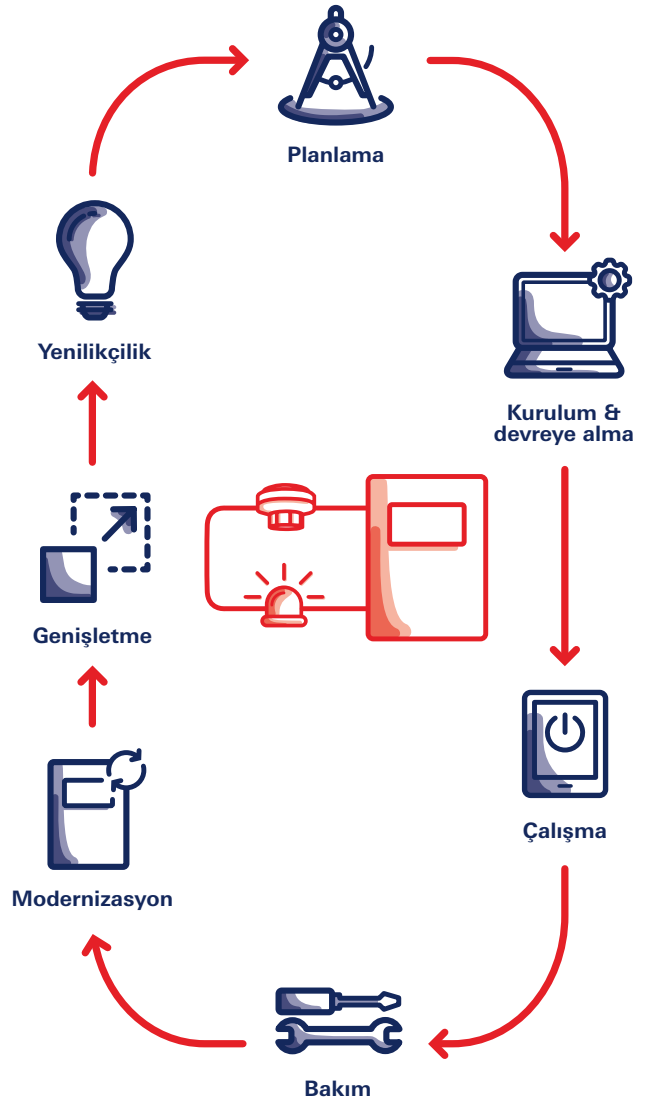 Planlama
Kurulum &
devreye alma
Çalışma
Bakım
Modernizasyon
Genişletme
Yenilikçilik